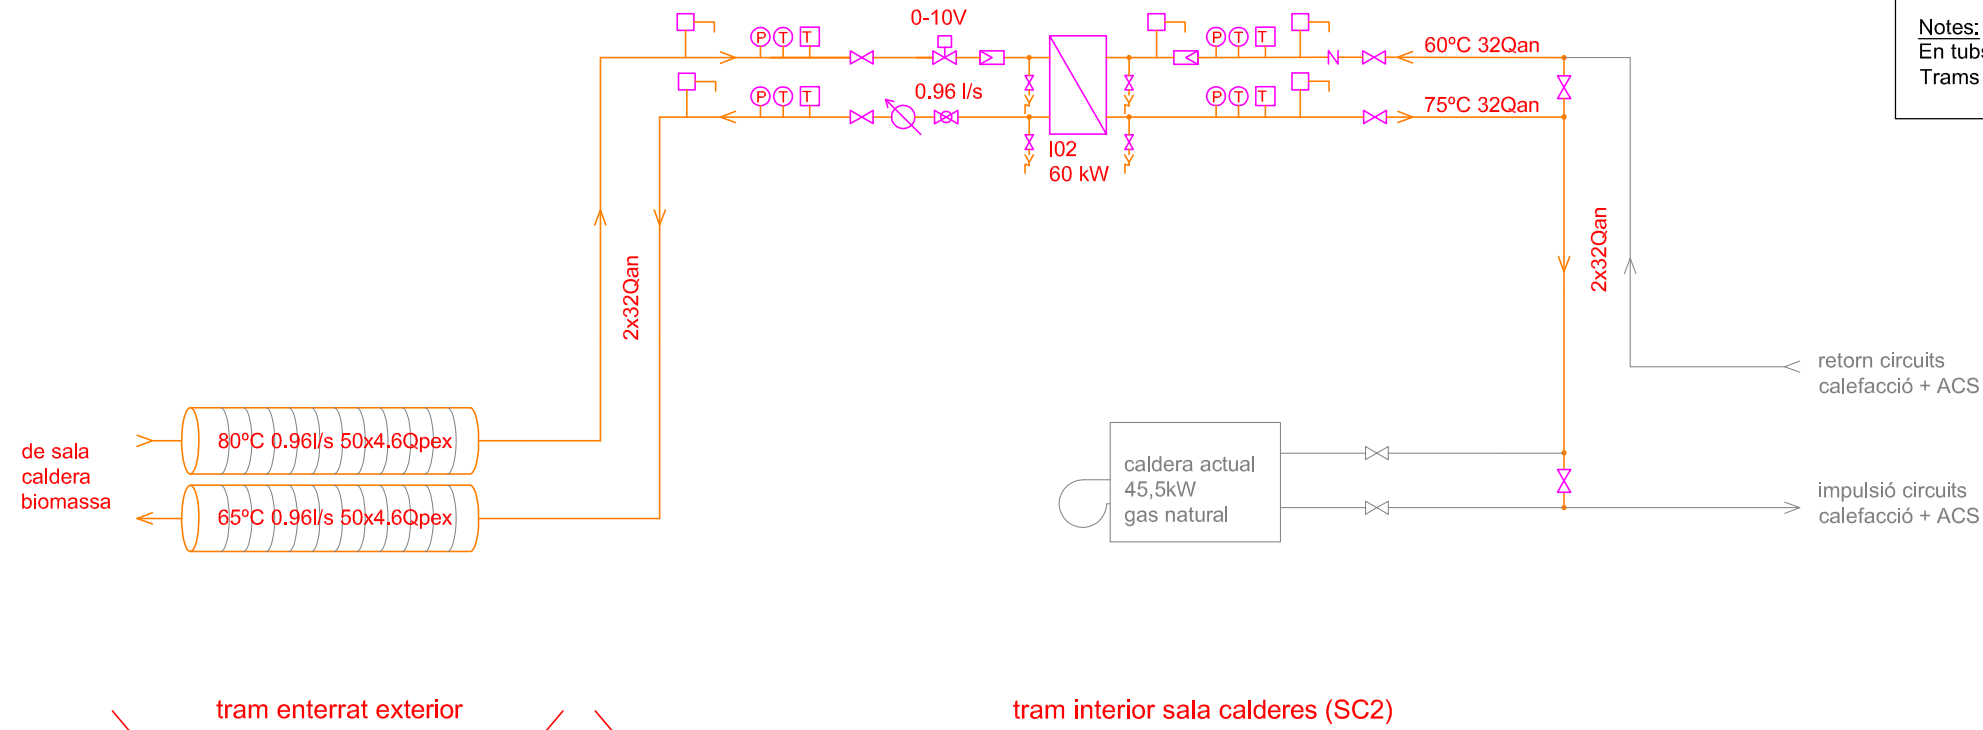 0-10V
Notes:
En tubs
Trams
P T T
P T T
60ºC 32Qan
0.96 l/s
P T T
P T T
75ºC 32Qan
I02
60 kW
2x32Qan
2x32Qan
retorn circuits
calefacció + ACS
de sala
caldera
biomassa
80ºC 0.96l/s 50x4.6Qpex
65ºC 0.96l/s 50x4.6Qpex
caldera actual
45,5kW
gas natural
impulsió circuits
calefacció + ACS
tram enterrat exterior
tram interior sala calderes (SC2)